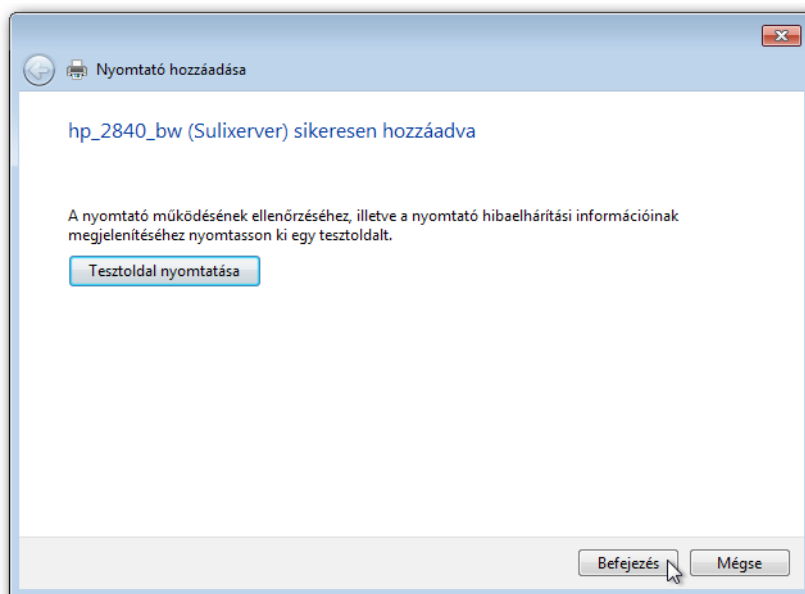 Nyomtató hozzáadása
hp_2840_bw (Sulixerver) sikeresen hozzáadva
A nyomtató működésének ellenőrzéséhez, illetve a nyomtató hibaelhárítási információinak
megjelenítéséhez nyomtasson ki egy tesztoldalt.
Tesztoldal nyomtatása
Befejezés
Mégse